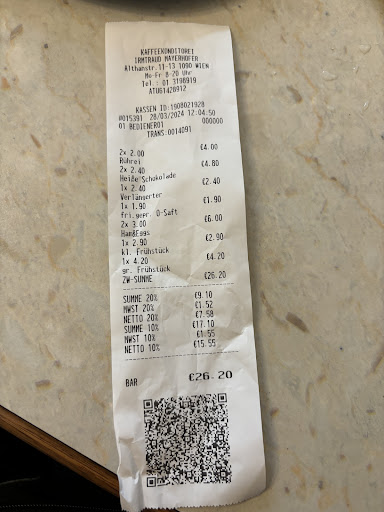 KAFFEEKONDITOREI
IRMTRAUD MAYERHOFER
Althanstr.11-13 1090 WIEN
Mo-Fr 8-20 Uhr
Tel.: 01 3198919
ATU61428912
KASSEN ID:1908021928
#015391 28/03/2024 12:04:50
01 BEDIENER01 000000
TRANS:0014091
2x 2.00
Rührei €4.00
2x 2.40
Heiße Schokolade €4.80
1x 2.40
Verlängerter €2.40
1x 1.90
fri.gepr. O-Saft €1.90
2x 3.00
Ham&Eggs €6.00
1x 2.90
kl. Frühstück €2.90
1x 4.20
gr. Frühstück €4.20
ZW-SUMME €26.20
SUMME 20% €9.10
MWST 20% €1.52
NETTO 20% €7.58
SUMME 10% €17.10
MWST 10% €1.55
NETTO 10% €15.55
BAR €26.20